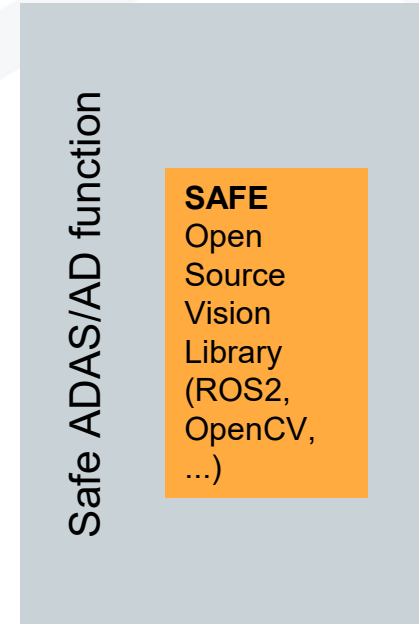 Safe ADAS/AD function
SAFE
Open
Source
Vision
Library
(ROS2,
OpenCV,
...)